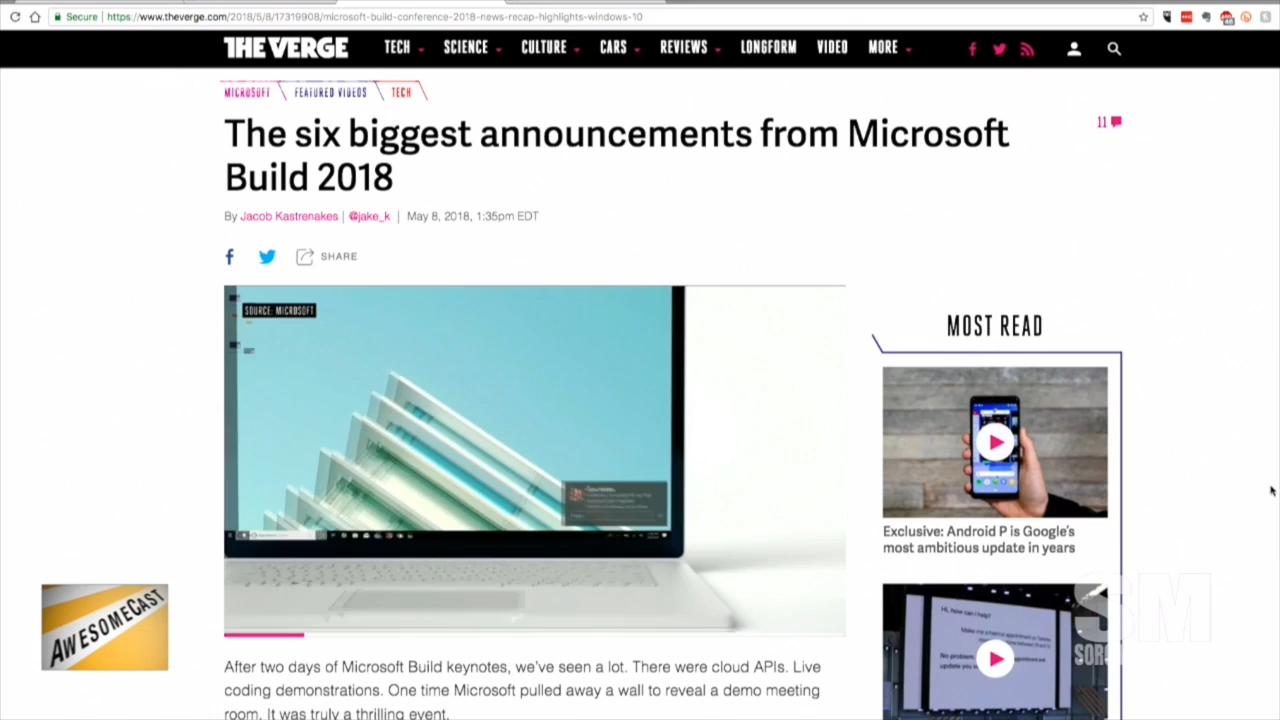 Secure
https://www.theverge.com/2018/5/8/17319908/microsoft-build-conference-2018-news-recap-highlights-windows-10
THE VERGE
TECH
SCIENCE
CULTURE
CARS
REVIEWS
LONGFORM
VIDEO
MORE
MICROSOFT
FEATURED VIDEOS
TECH
The six biggest announcements from Microsoft
Build 2018
11
By Jacob Kastrenakes | @jake_k | May 8, 2018, 1:35pm EDT
SHARE
SOURCE: MICROSOFT
MOST READ
Exclusive: Android P is Google's
most ambitious update in years
Hi, how can I help?
AWESOMECAST
SM
After two days of Microsoft Build keynotes, we've seen a lot. There were cloud APIs. Live
coding demonstrations. One time Microsoft pulled away a wall to reveal a demo meeting
room. It was truly a thrilling event.